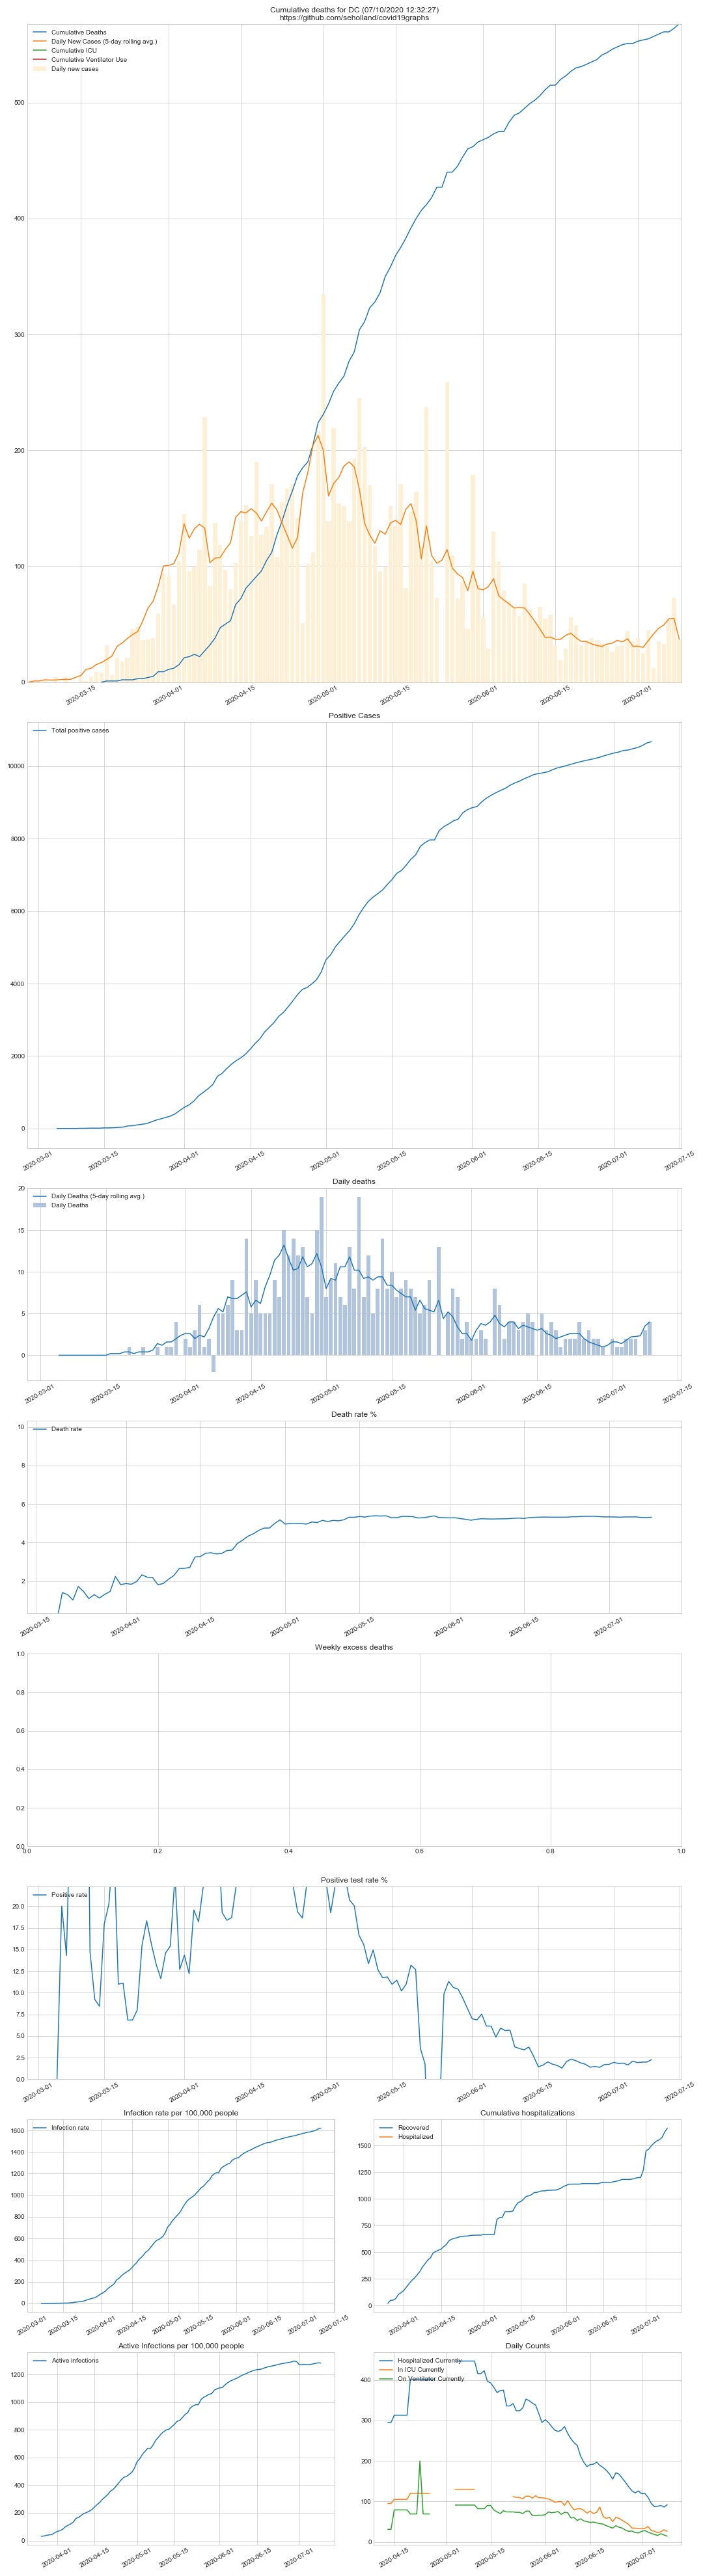 Cumulative deaths for DC (07/10/2020 12:32:27)
https://github.com/seholland/covid19graphs
Cumulative Deaths
Daily New Cases (5-day rolling avg.)
Cumulative ICU
Cumulative Ventilator Use
Daily new cases
500
400
300
200
100
0
2020-03-15 2020-04-01 2020-04-15 2020-05-01 2020-05-15 2020-06-01 2020-06-15 2020-07-01
Positive Cases
Total positive cases
10000
8000
6000
4000
2000
0
2020-03-01 2020-03-15 2020-04-01 2020-04-15 2020-05-01 2020-05-15 2020-06-01 2020-06-15 2020-07-01 2020-07-15
Daily deaths
Daily Deaths (5-day rolling avg.)
Daily Deaths
20
15
10
5
0
2020-03-01 2020-03-15 2020-04-01 2020-04-15 2020-05-01 2020-05-15 2020-06-01 2020-06-15 2020-07-01 2020-07-15
Death rate %
Death rate
10
8
6
4
2
2020-03-15 2020-04-01 2020-04-15 2020-05-01 2020-05-15 2020-06-01 2020-06-15 2020-07-01
Weekly excess deaths
1.0
0.8
0.6
0.4
0.2
0.0
0.0 0.2 0.4 0.6 0.8 1.0
Positive test rate %
Positive rate
20.0
17.5
15.0
12.5
10.0
7.5
5.0
2.5
0.0
2020-03-01 2020-03-15 2020-04-01 2020-04-15 2020-05-01 2020-05-15 2020-06-01 2020-06-15 2020-07-01 2020-07-15
Infection rate per 100,000 people
Infection rate
1600
1400
1200
1000
800
600
400
200
0
2020-03-01 2020-03-15 2020-04-01 2020-04-15 2020-05-01 2020-05-15 2020-06-01 2020-06-15 2020-07-01 2020-07-15
Cumulative hospitalizations
Recovered
Hospitalized
1500
1250
1000
750
500
250
0
2020-04-01 2020-04-15 2020-05-01 2020-05-15 2020-06-01 2020-06-15 2020-07-01
Active Infections per 100,000 people
Active infections
1200
1000
800
600
400
200
0
2020-04-01 2020-04-15 2020-05-01 2020-05-15 2020-06-01 2020-06-15 2020-07-01
Daily Counts
Hospitalized Currently
In ICU Currently
On Ventilator Currently
400
300
200
100
0
2020-04-15 2020-05-01 2020-05-15 2020-06-01 2020-06-15 2020-07-01